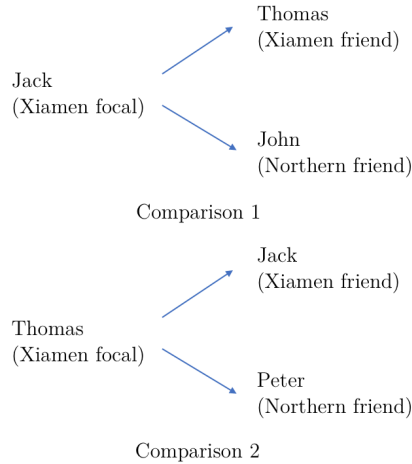 Thomas
(Xiamen friend)
Jack
(Xiamen focal)
John
(Northern friend)
Comparison 1
Jack
(Xiamen friend)
Thomas
(Xiamen focal)
Peter
(Northern friend)
Comparison 2